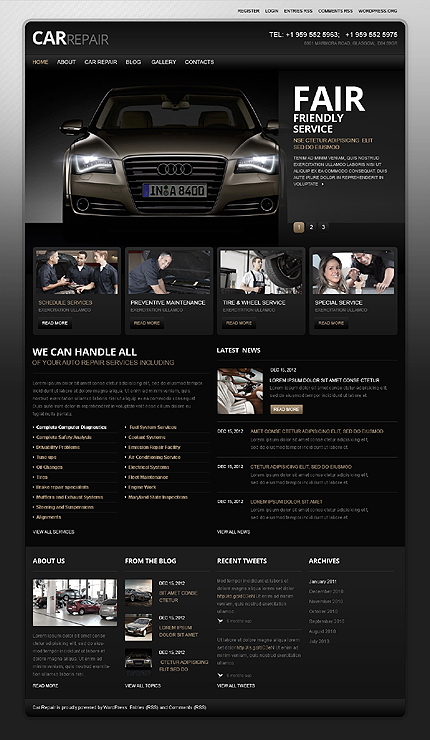 REGISTER LOGIN ENTRIES RSS COMMENTS RSS WORDPRESS.ORG
CARREPAIR
TEL: +1 959 552 5963; +1 959 552 5975
HOME ABOUT CAR REPAIR BLOG GALLERY CONTACTS
FAIR
FRIENDLY
SERVICE
NSE CTETUR ADIPISICING ELIT
SED DO EIUSMOD
TENIM AD MINIM VENIAM, QUIS NOSTRUD
EXERCITATION ULLAMCO LABORIS NISI UT
ALIQUIP EX EA COMMODO CONSEQUAT. DUIS
AUTE IRURE DOLOR IN REPREHENDERIT IN
VOLUPTATE
IN·A 8400
1 2 3
SCHEDULE SERVICES
EXERCITATION ULLAMCO
READ MORE
PREVENTIVE MAINTENANCE
EXERCITATION ULLAMCO
READ MORE
TIRE & WHEEL SERVICE
EXERCITATION ULLAMCO
READ MORE
SPECIAL SERVICE
EXERCITATION ULLAMCO
READ MORE
WE CAN HANDLE ALL
OF YOUR AUTO REPAIR SERVICES INCLUDING
Complete Computer Diagnostics
Complete Safety Analysis
Drivability Problems
Tune ups
Oil Changes
Tires
Brake repair specialists
Mufflers and Exhaust Systems
Steering and Suspensions
Alignments
Fuel System Services
Coolant Systems
Emission Repair Facility
Air Conditioning Service
Electrical Systems
Fleet Maintenance
Engine Work
Maryland State Inspections
VIEW ALL SERVICES
LATEST NEWS
DEC 15, 2012
LOREM IPSUM DOLOR SIT AMET CONSE CTETUR
READ MORE
DEC 15, 2012 AMET CONSE CTETUR ADIPISICING ELIT, SED DO EIUSMOD
DEC 15, 2012 CTETUR ADIPISICING ELIT, SED DO EIUSMOD
DEC 15, 2012 LOREM IPSUM DOLOR SIT AMET
VIEW ALL NEWS
ABOUT US
READ MORE
FROM THE BLOG
DEC 15, 2012
SIT AMET CONSE
CTETUR
DEC 15, 2012
LOREM IPSUM
DOLOR SIT AMET
DEC 15, 2012
CTETUR ADIPISICING
ELIT SED DO
VIEW ALL TOPICS
RECENT TWEETS
VIEW ALL TWEETS
ARCHIVES
January 2011
December 2010
November 2010
October 2010
September 2010
August 2010
July 2010
Car Repair is proudly powered by WordPress Entries (RSS) and Comments (RSS)